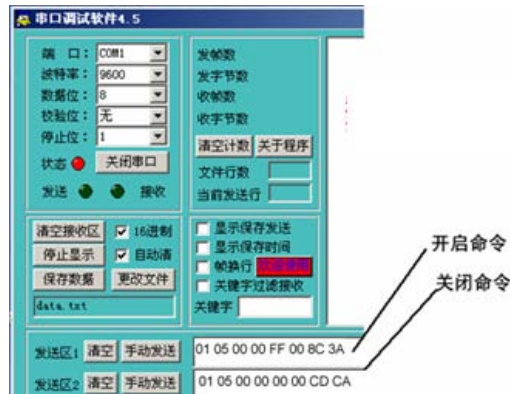 串口调试软件4.5
端 口： COM1
波特率： 9600
数据位： 8
校验位： 无
停止位： 1
状态 关闭串口
发送 接收
发帧数
发字节数
收帧数
收字节数
清空计数 关于程序
文件行数
当前发送行
清空接收区 16进制
停止显示 自动清
保存数据 更改文件
data.txt
显示保存发送
显示保存时间
帧换行 欢迎使用
关键字过滤接收
关键字
开启命令
关闭命令
发送区1 清空 手动发送 01 05 00 00 FF 00 8C 3A
发送区2 清空 手动发送 01 05 00 00 00 00 CD CA